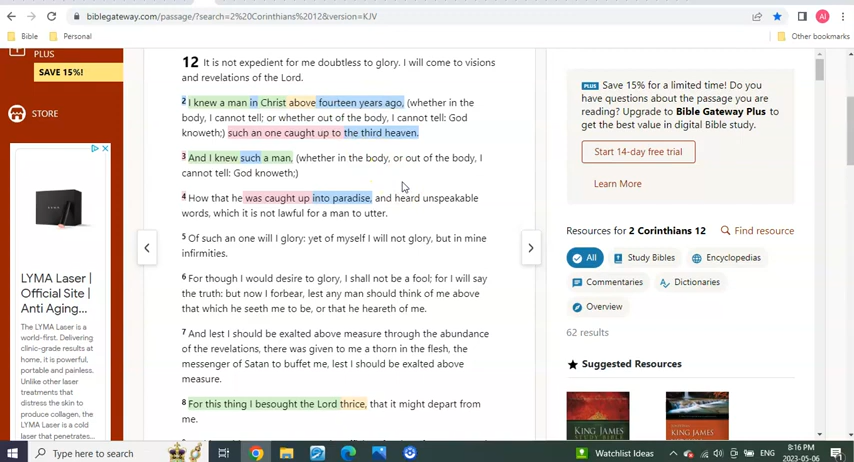 biblegateway.com/passage/?search=2%20Corinthians%2012&version=KJV
AI
Bible
Personal
Other bookmarks
PLUS
SAVE 15%!
STORE
LYMA Laser |
Official Site |
Anti Aging...
The LYMA Laser is a
world-first. Delivering
clinic-grade results at
home, it is powerful,
portable and painless.
Unlike other laser
treatments that
distress the skin to
produce collagen, the
LYMA Laser is a cold
laser that penetrates...
12 It is not expedient for me doubtless to glory. I will come to visions
and revelations of the Lord.
2 I knew a man in Christ above fourteen years ago, (whether in the
body, I cannot tell; or whether out of the body, I cannot tell: God
knoweth;) such an one caught up to the third heaven.
3 And I knew such a man, (whether in the body, or out of the body, I
cannot tell: God knoweth;)
4 How that he was caught up into paradise, and heard unspeakable
words, which it is not lawful for a man to utter.
5 Of such an one will I glory: yet of myself I will not glory, but in mine
infirmities.
6 For though I would desire to glory, I shall not be a fool; for I will say
the truth: but now I forbear, lest any man should think of me above
that which he seeth me to be, or that he heareth of me.
7 And lest I should be exalted above measure through the abundance
of the revelations, there was given to me a thorn in the flesh, the
messenger of Satan to buffet me, lest I should be exalted above
measure.
8 For this thing I besought the Lord thrice, that it might depart from
me.
PLUS Save 15% for a limited time! Do you
have questions about the passage you are
reading? Upgrade to Bible Gateway Plus to
get the best value in digital Bible study.
Start 14-day free trial
Learn More
Resources for 2 Corinthians 12
Find resource
All
Study Bibles
Encyclopedias
Commentaries
Dictionaries
Overview
62 results
Suggested Resources
KING JAMES
KING JAMES
Type here to search
Watchlist Ideas
ENG
8:16 PM
2023-05-06